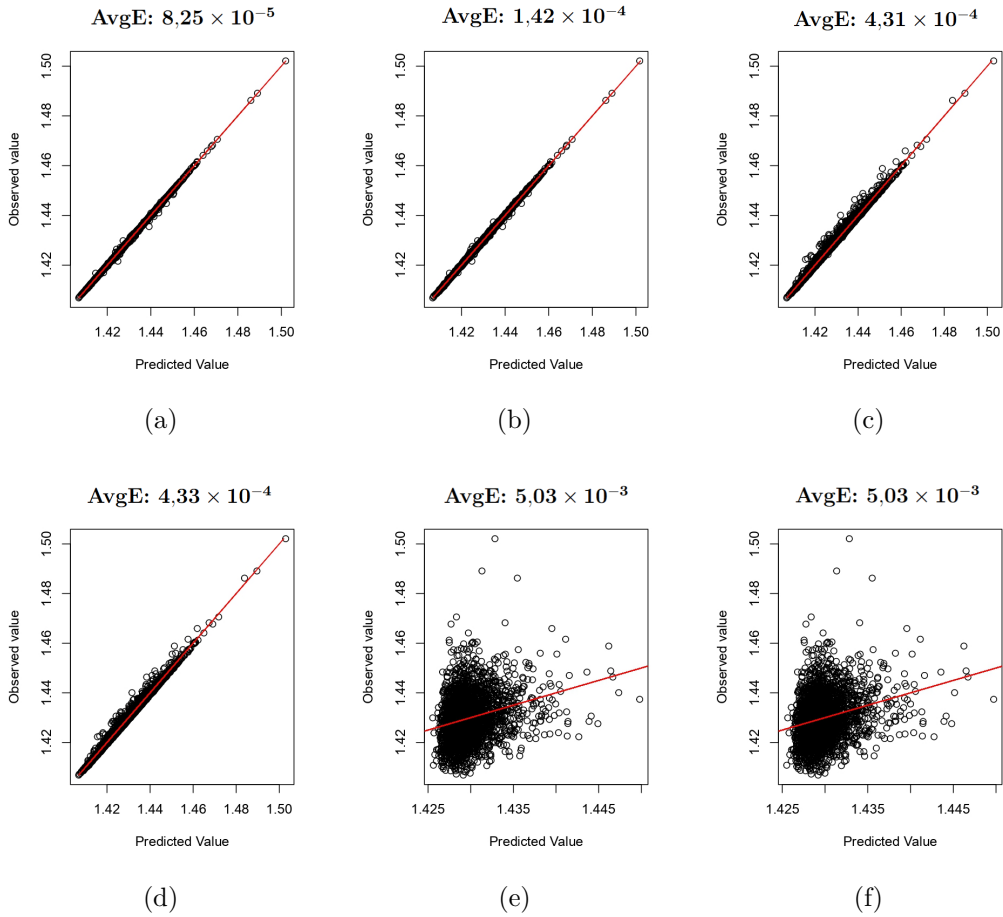 AvgE: 8,25 × 10⁻⁵
AvgE: 1,42 × 10⁻⁴
AvgE: 4,31 × 10⁻⁴
Observed value
1.42 1.44 1.46 1.48 1.50
1.42 1.44 1.46 1.48 1.50
Predicted Value
Observed value
1.42 1.44 1.46 1.48 1.50
1.42 1.44 1.46 1.48 1.50
Predicted Value
Observed value
1.42 1.44 1.46 1.48 1.50
1.42 1.44 1.46 1.48 1.50
Predicted Value
(a)
(b)
(c)
AvgE: 4,33 × 10⁻⁴
AvgE: 5,03 × 10⁻³
AvgE: 5,03 × 10⁻³
Observed value
1.42 1.44 1.46 1.48 1.50
1.42 1.44 1.46 1.48 1.50
Predicted Value
Observed value
1.42 1.44 1.46 1.48 1.50
1.425 1.435 1.445
Predicted Value
Observed value
1.42 1.44 1.46 1.48 1.50
1.425 1.435 1.445
Predicted Value
(d)
(e)
(f)